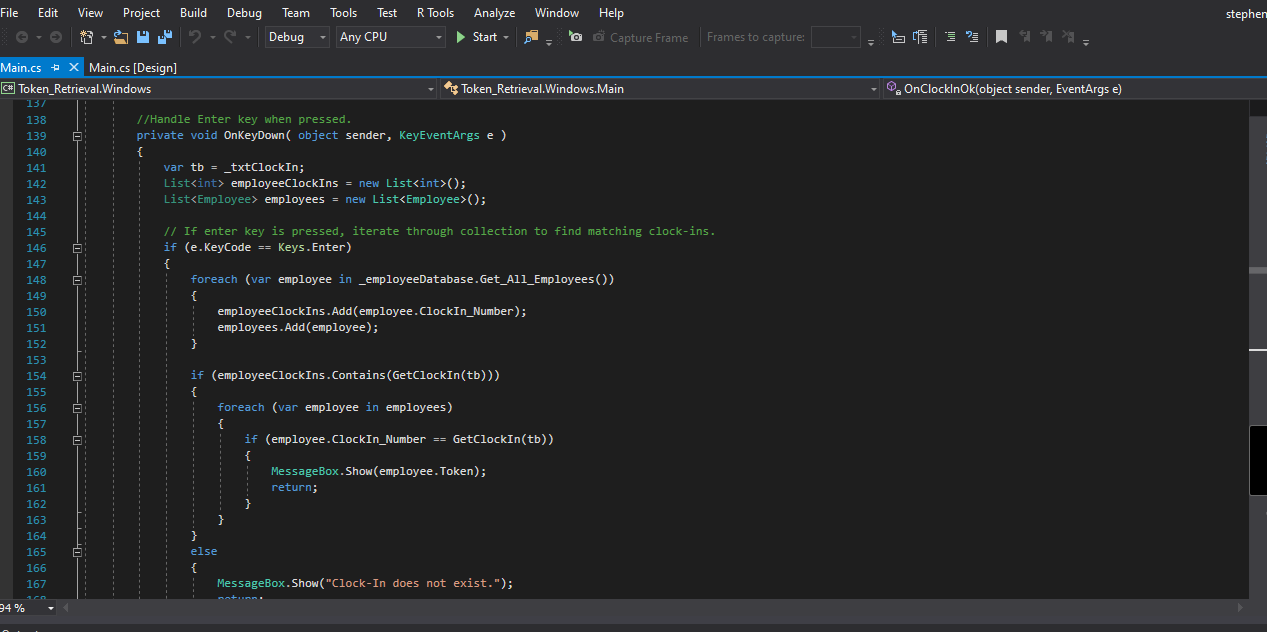 File Edit View Project Build Debug Team Tools Test R Tools Analyze Window Help
stephen
Debug Any CPU Start Capture Frame Frames to capture:
Main.cs Main.cs [Design]
C# Token_Retrieval.Windows Token_Retrieval.Windows.Main OnClockInOk(object sender, EventArgs e)
137
138 //Handle Enter key when pressed.
139 private void OnKeyDown( object sender, KeyEventArgs e )
140 {
141 var tb = _txtClockIn;
142 List<int> employeeClockIns = new List<int>();
143 List<Employee> employees = new List<Employee>();
144
145 // If enter key is pressed, iterate through collection to find matching clock-ins.
146 if (e.KeyCode == Keys.Enter)
147 {
148 foreach (var employee in _employeeDatabase.Get_All_Employees())
149 {
150 employeeClockIns.Add(employee.ClockIn_Number);
151 employees.Add(employee);
152 }
153
154 if (employeeClockIns.Contains(GetClockIn(tb)))
155 {
156 foreach (var employee in employees)
157 {
158 if (employee.ClockIn_Number == GetClockIn(tb))
159 {
160 MessageBox.Show(employee.Token);
161 return;
162 }
163 }
164 }
165 else
166 {
167 MessageBox.Show("Clock-In does not exist.");
168 return;
94 %